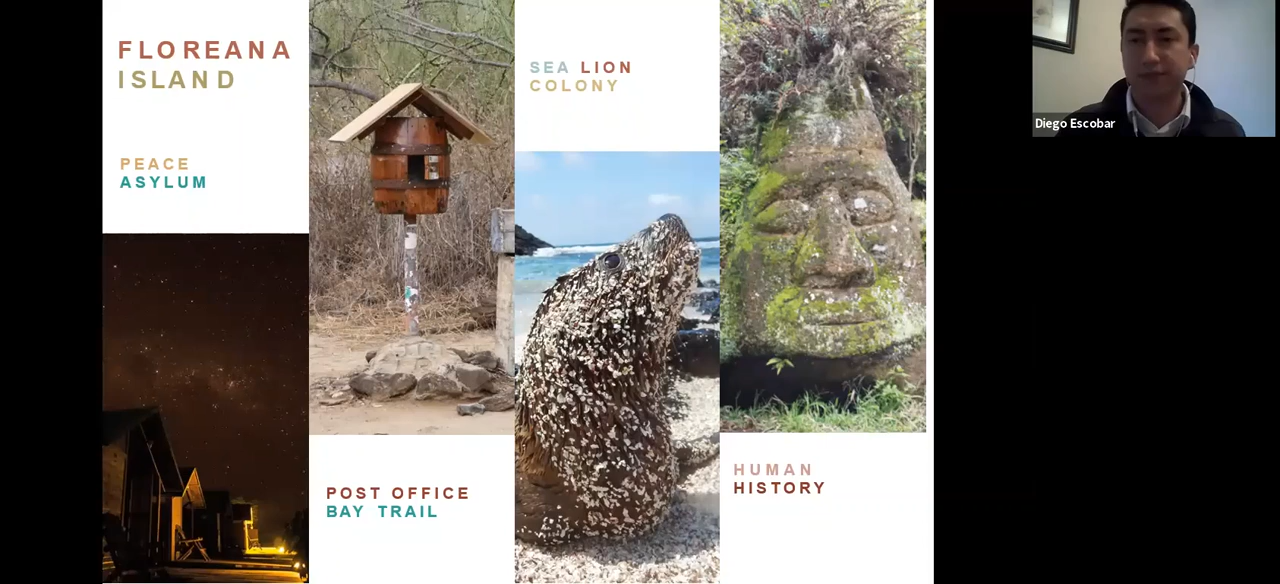 FLOREANA
ISLAND
PEACE
ASYLUM
POST OFFICE
BAY TRAIL
SEA LION
COLONY
HUMAN
HISTORY
Diego Escobar